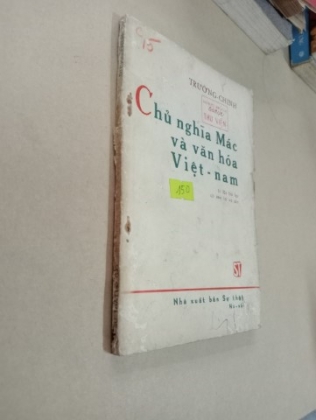 TRƯỜNG-CHINH
Chủ nghĩa Mác
và văn hóa
Việt-nam
150
ST
Nhà xuất bản Sự thật
Hà-nội
15